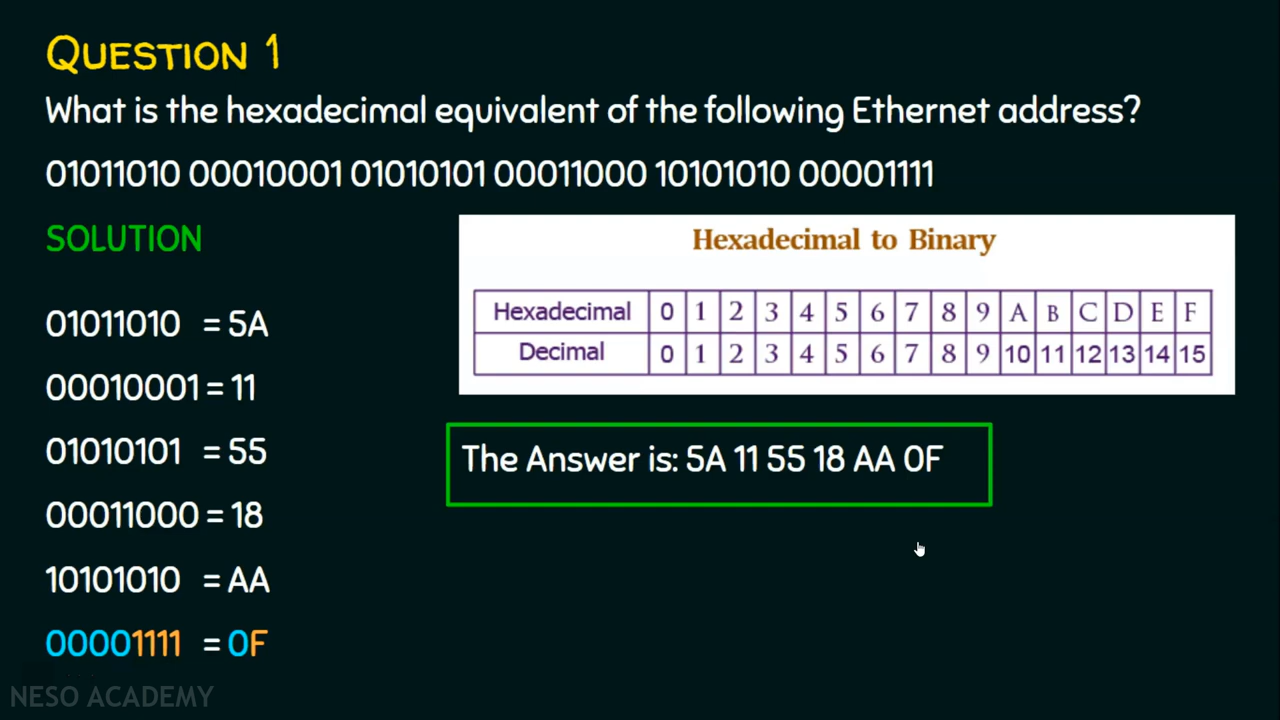 QUESTION 1
What is the hexadecimal equivalent of the following Ethernet address?
01011010 00010001 01010101 00011000 10101010 00001111
SOLUTION
01011010 = 5A
00010001 = 11
01010101 = 55
00011000 = 18
10101010 = AA
00001111 = 0F
Hexadecimal to Binary
Hexadecimal 0 1 2 3 4 5 6 7 8 9 A B C D E F
Decimal 0 1 2 3 4 5 6 7 8 9 10 11 12 13 14 15
The Answer is: 5A 11 55 18 AA 0F
NESO ACADEMY